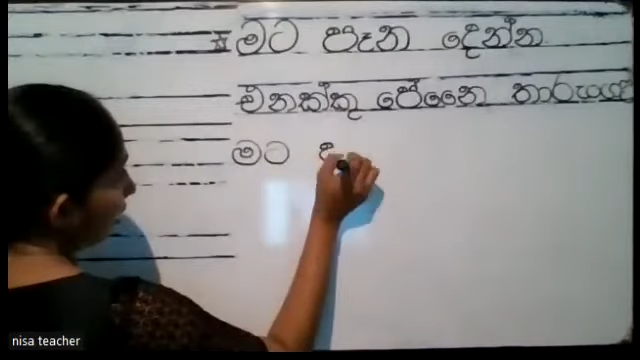 * මට පෑන දෙන්න
එනක්කු පේනෛ
මට
nisa teacher